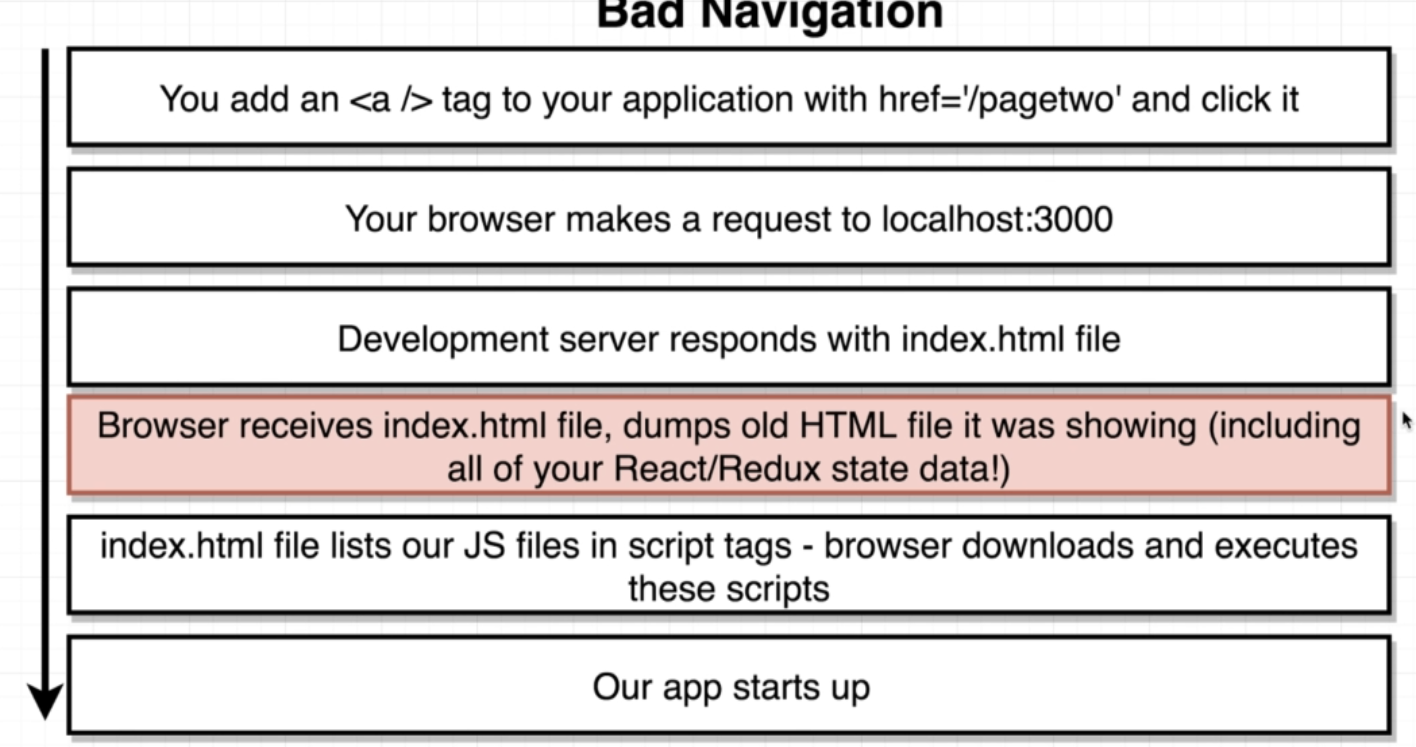 Bad Navigation
You add an <a /> tag to your application with href='/pagetwo' and click it
Your browser makes a request to localhost:3000
Development server responds with index.html file
Browser receives index.html file, dumps old HTML file it was showing (including
all of your React/Redux state data!)
index.html file lists our JS files in script tags - browser downloads and executes
these scripts
Our app starts up